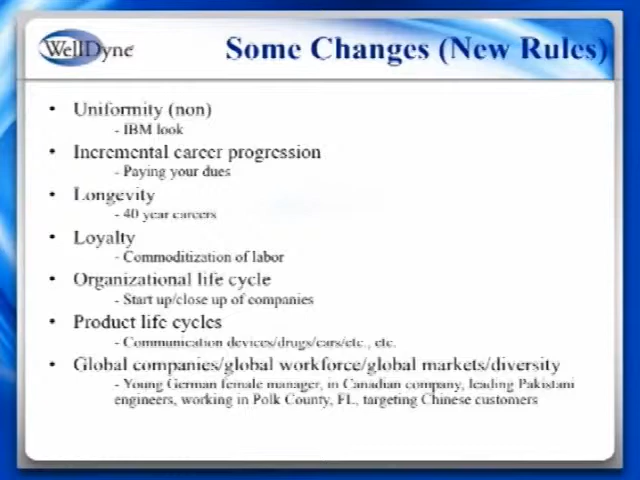 WellDyne
Some Changes (New Rules)
• Uniformity (non)
- IBM look
• Incremental career progression
- Paying your dues
• Longevity
- 40 year careers
• Loyalty
- Commoditization of labor
• Organizational life cycle
- Start up/close up of companies
• Product life cycles
- Communication devices/drugs/cars/etc., etc.
• Global companies/global workforce/global markets/diversity
- Young German female manager, in Canadian company, leading Pakistani
engineers, working in Polk County, FL, targeting Chinese customers